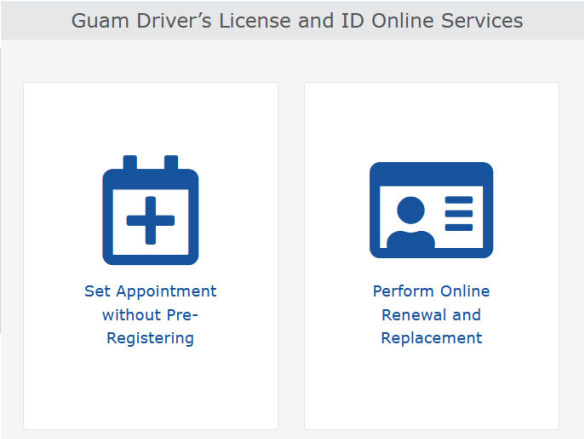 Guam Driver’s License and ID Online Services
Set Appointment
without Pre-
Registering
Perform Online
Renewal and
Replacement